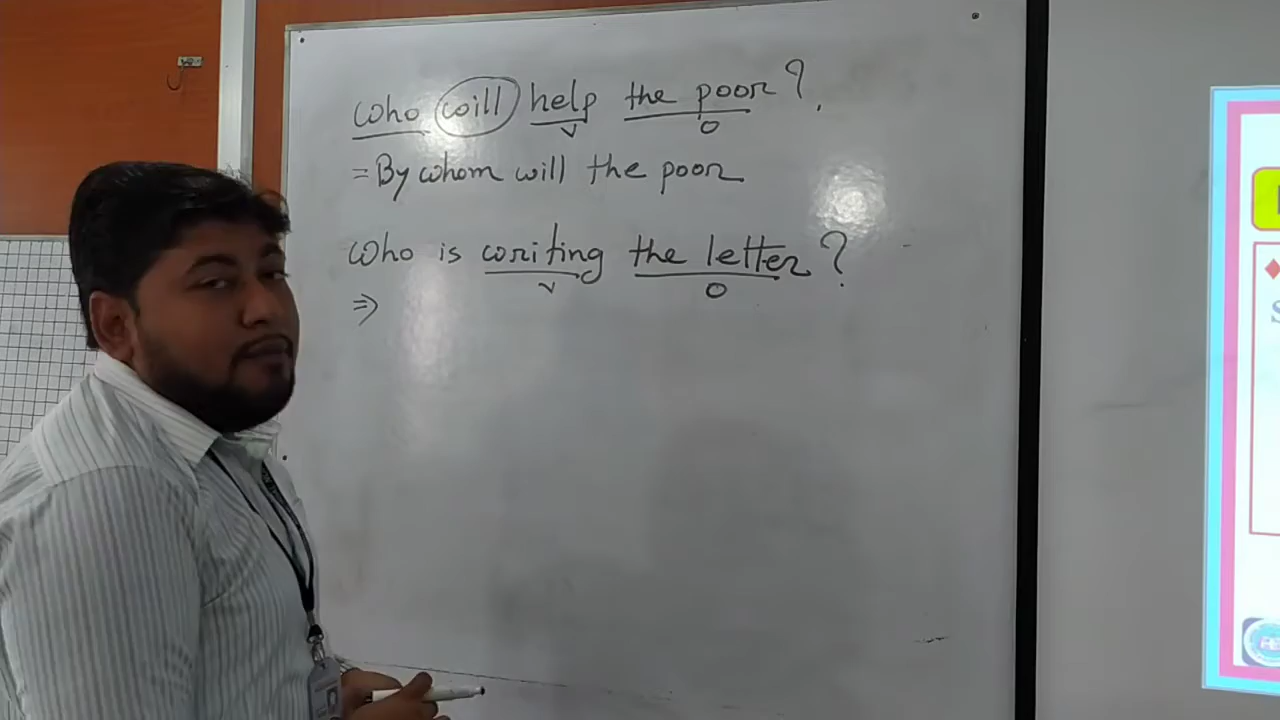 Who will help the poor?
v o
= By whom will the poor
Who is writing the letter?
v o
⇒